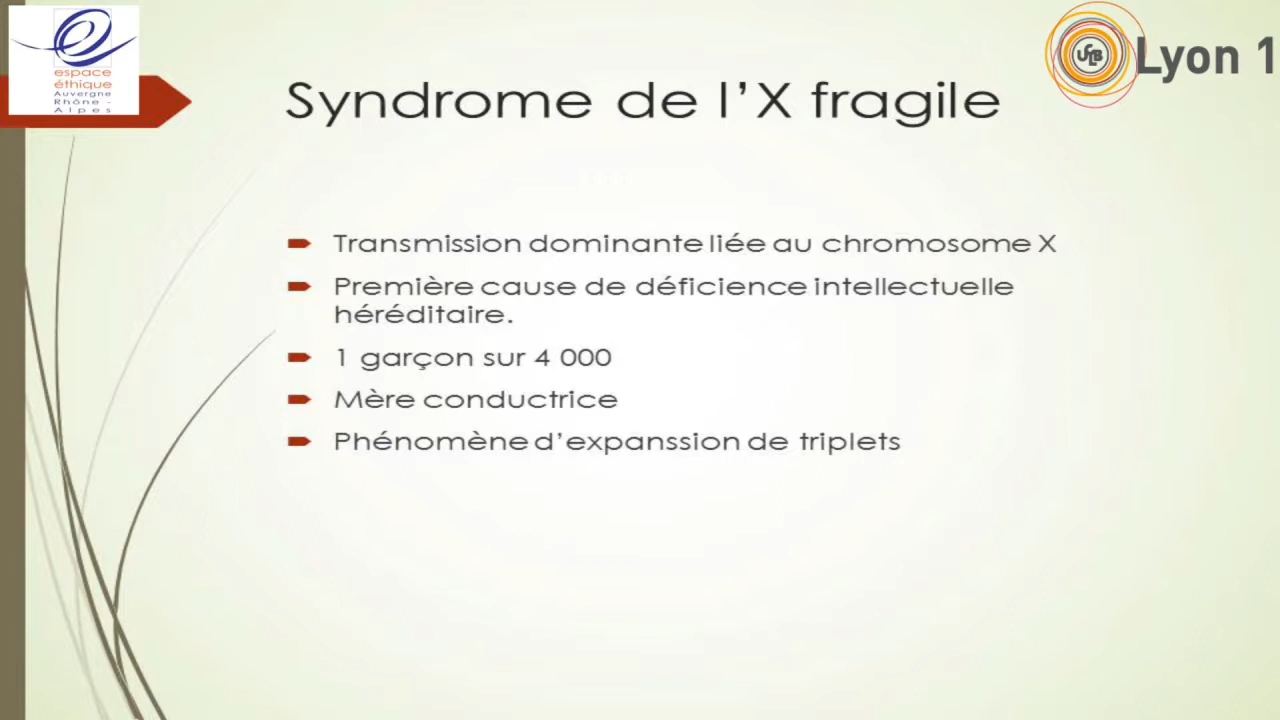 espace
éthique
Auvergne
Rhône -
Alpes
UCLB
Lyon 1
Syndrome de l'X fragile
Transmission dominante liée au chromosome X
Première cause de déficience intellectuelle
héréditaire.
1 garçon sur 4 000
Mère conductrice
Phénomène d'expanssion de triplets